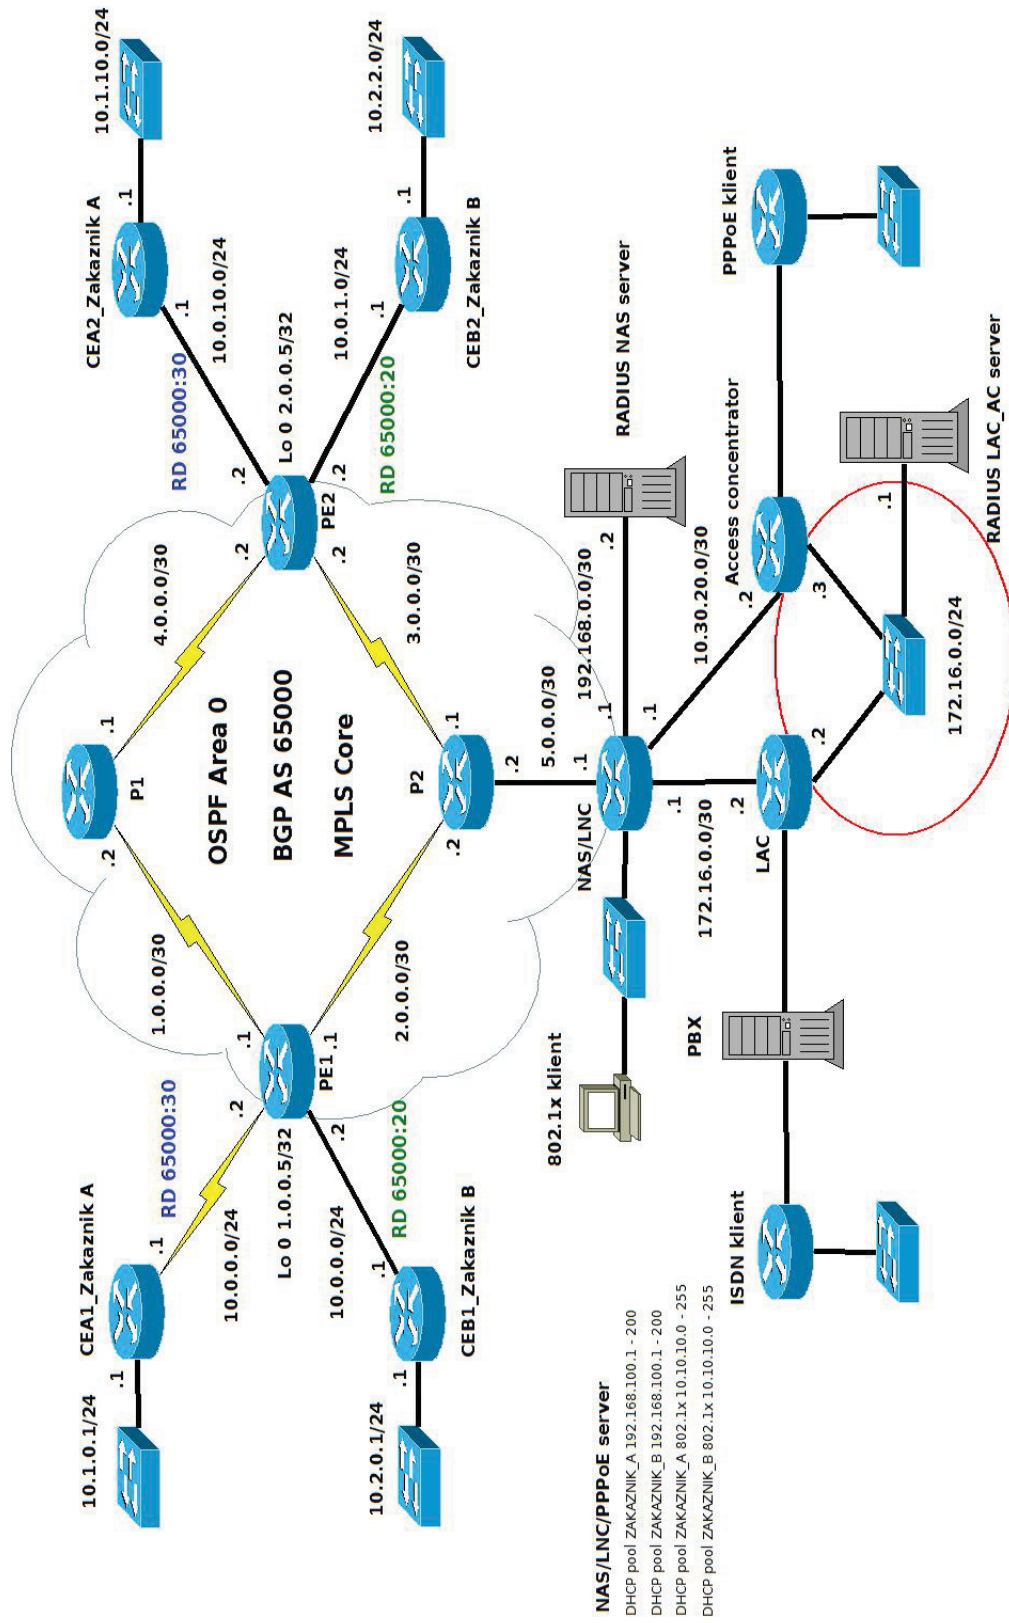 CEA1_Zakaznik A
10.1.0.1/24
.1
.1
RD 65000:30
10.0.0.0/24
.2
Lo 0 1.0.0.5/32
PE1
.1
.1
.2
10.0.0.0/24
RD 65000:20
.1
CEB1_Zakaznik B
10.2.0.1/24
.1
1.0.0.0/30
.2
P1
.1
4.0.0.0/30
OSPF Area 0
BGP AS 65000
MPLS Core
2.0.0.0/30
.2
P2
.1
3.0.0.0/30
.2
.2
.2
PE2
Lo 0 2.0.0.5/32
.2
.2
RD 65000:30
10.0.10.0/24
.1
CEA2_Zakaznik A
.1
10.1.10.0/24
RD 65000:20
10.0.1.0/24
.1
CEB2_Zakaznik B
.1
10.2.2.0/24
.2
5.0.0.0/30
.1
NAS/LNC
.1
192.168.0.0/30
.2
RADIUS NAS server
.1
10.30.20.0/30
.2
Access concentrator
PPPoE klient
802.1x klient
.1
172.16.0.0/30
.2
LAC
.2
.3
172.16.0.0/24
.1
RADIUS LAC_AC server
PBX
ISDN klient
NAS/LNC/PPPoE server
DHCP pool ZAKAZNIK_A 192.168.100.1 - 200
DHCP pool ZAKAZNIK_B 192.168.100.1 - 200
DHCP pool ZAKAZNIK_A 802.1x 10.10.10.0 - 255
DHCP pool ZAKAZNIK_B 802.1x 10.10.10.0 - 255